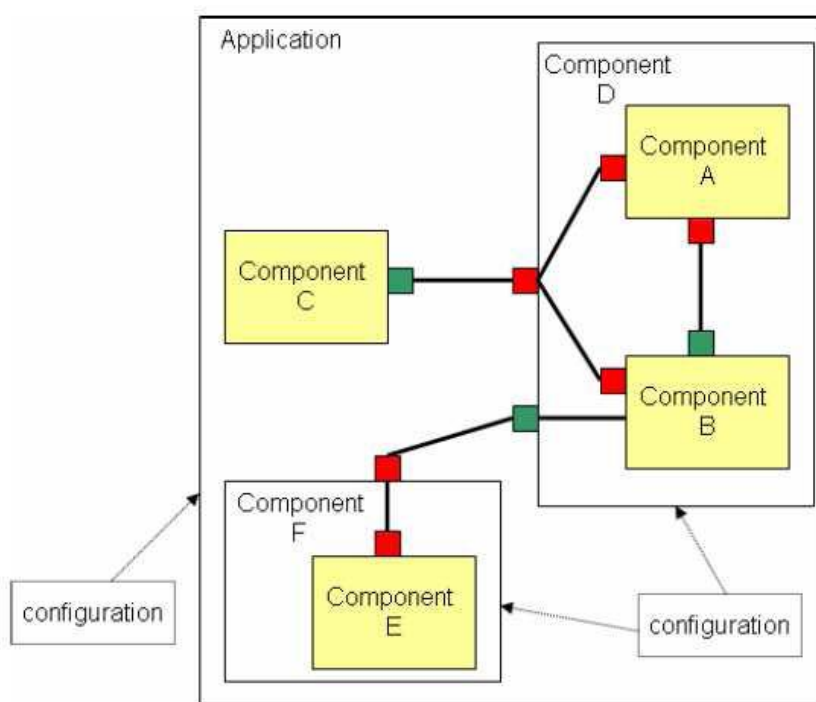 Application
Component
D
Component
A
Component
C
Component
B
Component
F
Component
E
configuration
configuration